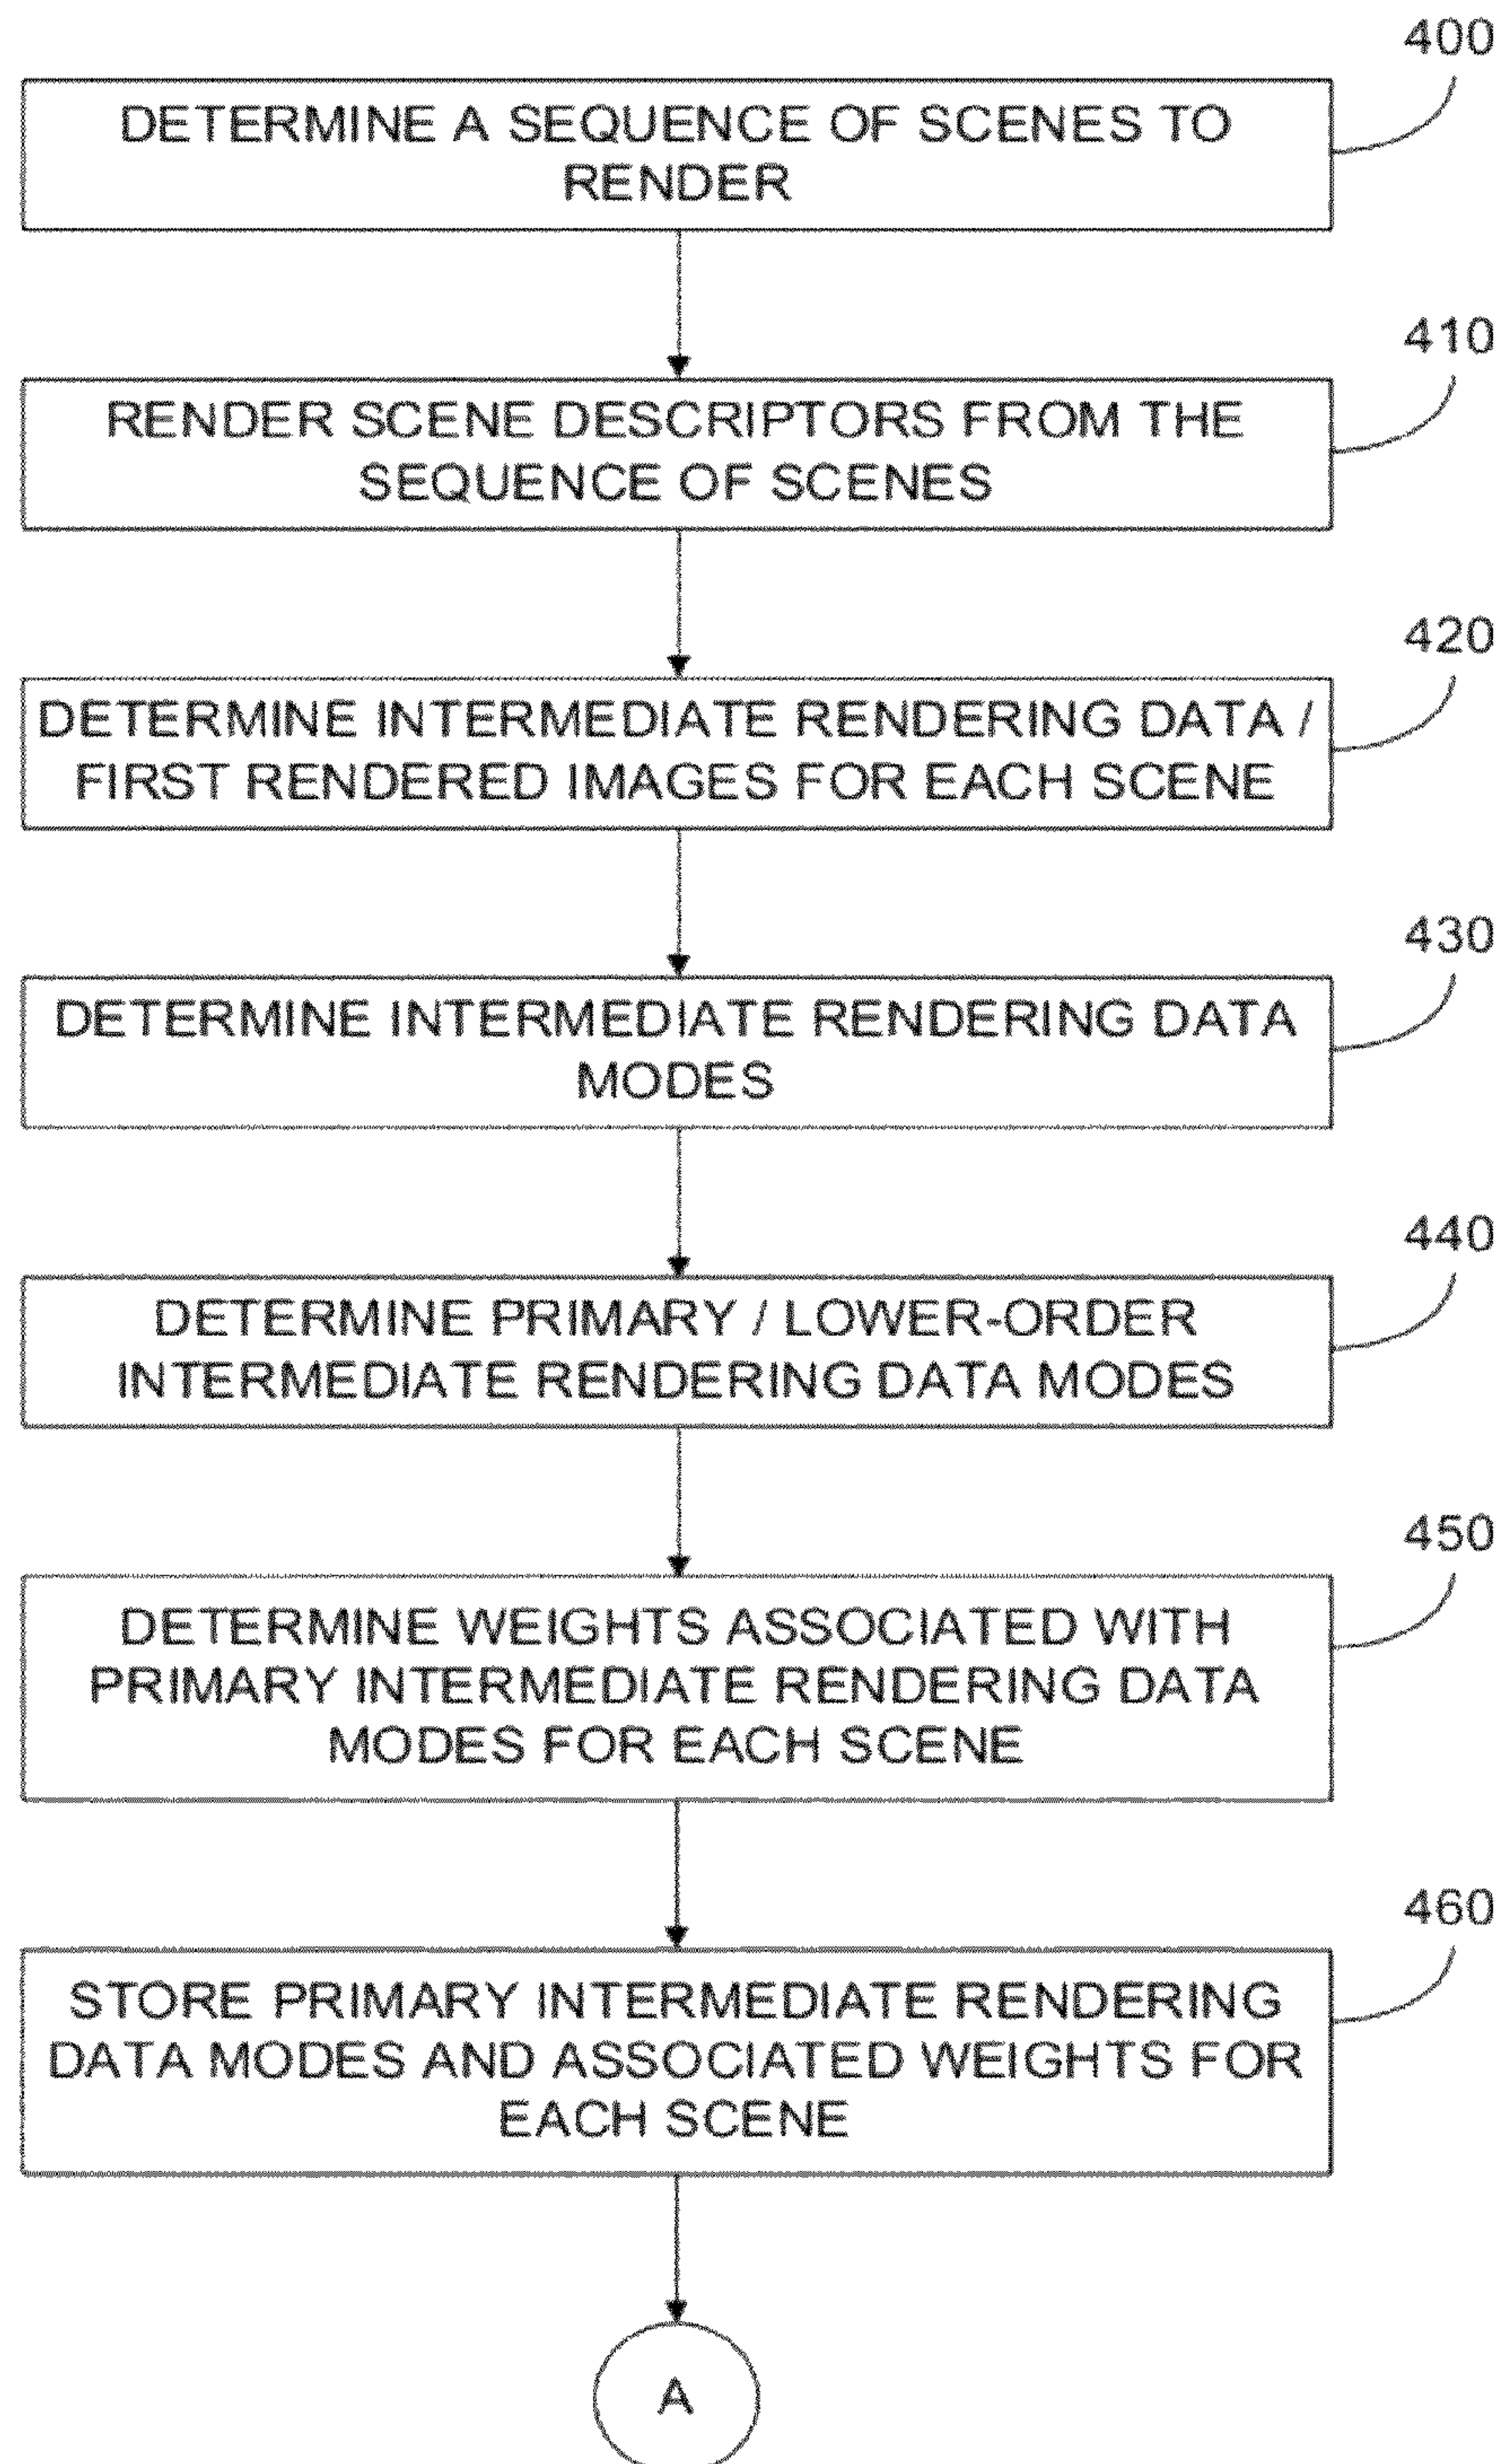 400
DETERMINE A SEQUENCE OF SCENES TO
RENDER
410
RENDER SCENE DESCRIPTORS FROM THE
SEQUENCE OF SCENES
420
DETERMINE INTERMEDIATE RENDERING DATA /
FIRST RENDERED IMAGES FOR EACH SCENE
430
DETERMINE INTERMEDIATE RENDERING DATA
MODES
440
DETERMINE PRIMARY / LOWER-ORDER
INTERMEDIATE RENDERING DATA MODES
450
DETERMINE WEIGHTS ASSOCIATED WITH
PRIMARY INTERMEDIATE RENDERING DATA
MODES FOR EACH SCENE
460
STORE PRIMARY INTERMEDIATE RENDERING
DATA MODES AND ASSOCIATED WEIGHTS FOR
EACH SCENE
A